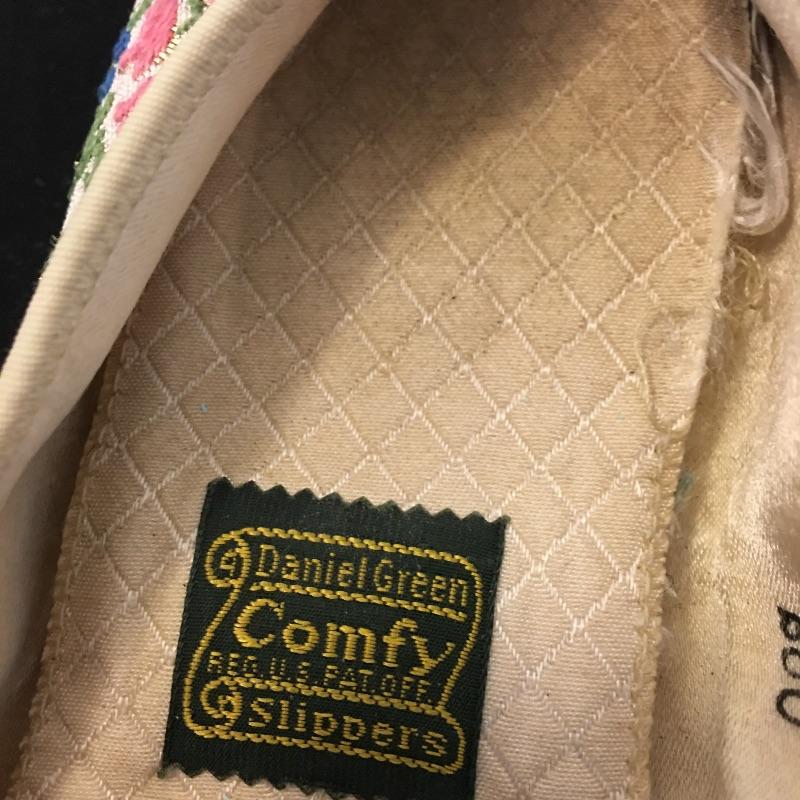 Daniel Green
Comfy
REG. U.S. PAT. OFF.
Slippers